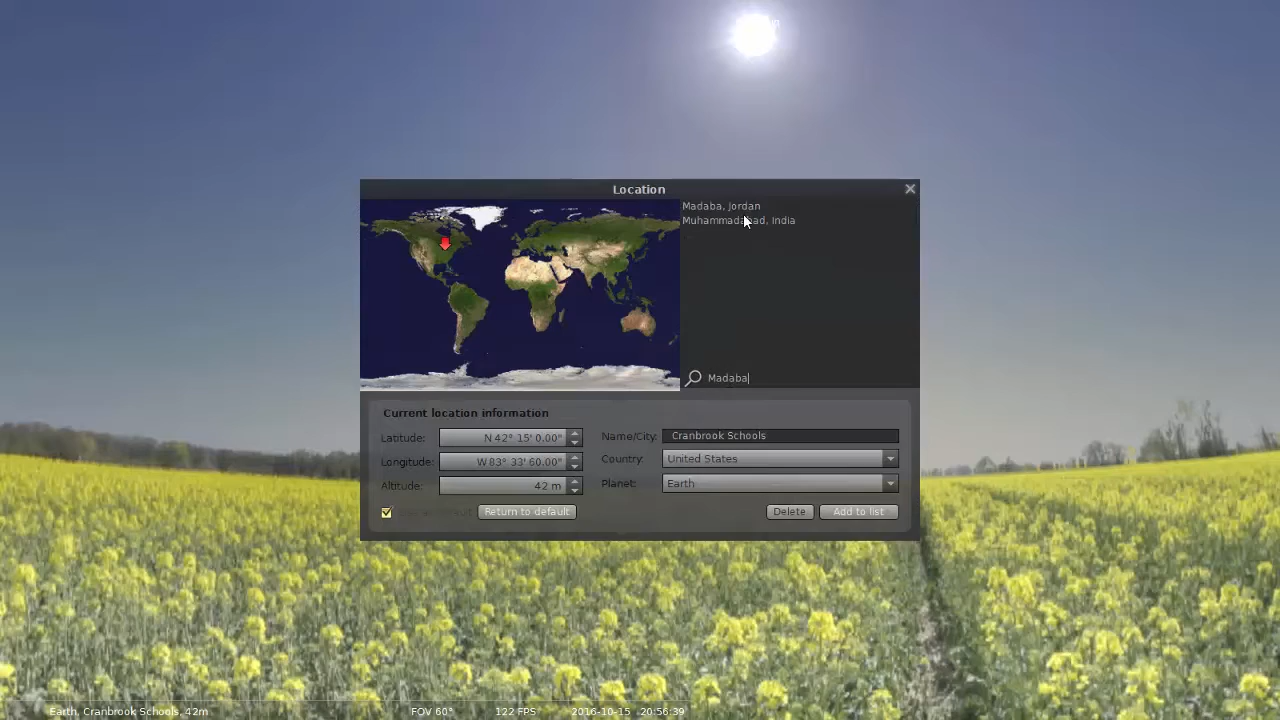 Location
Madaba, Jordan
Muhammadabad, India
Madaba
Current location information
Latitude: N 42° 15' 0.00"
Longitude: W 83° 33' 60.00"
Altitude: 42 m
Name/City: Cranbrook Schools
Country: United States
Planet: Earth
Return to default
Delete
Add to list
Earth, Cranbrook Schools, 42m
FOV 60°
122 FPS
2016-10-15 20:56:39